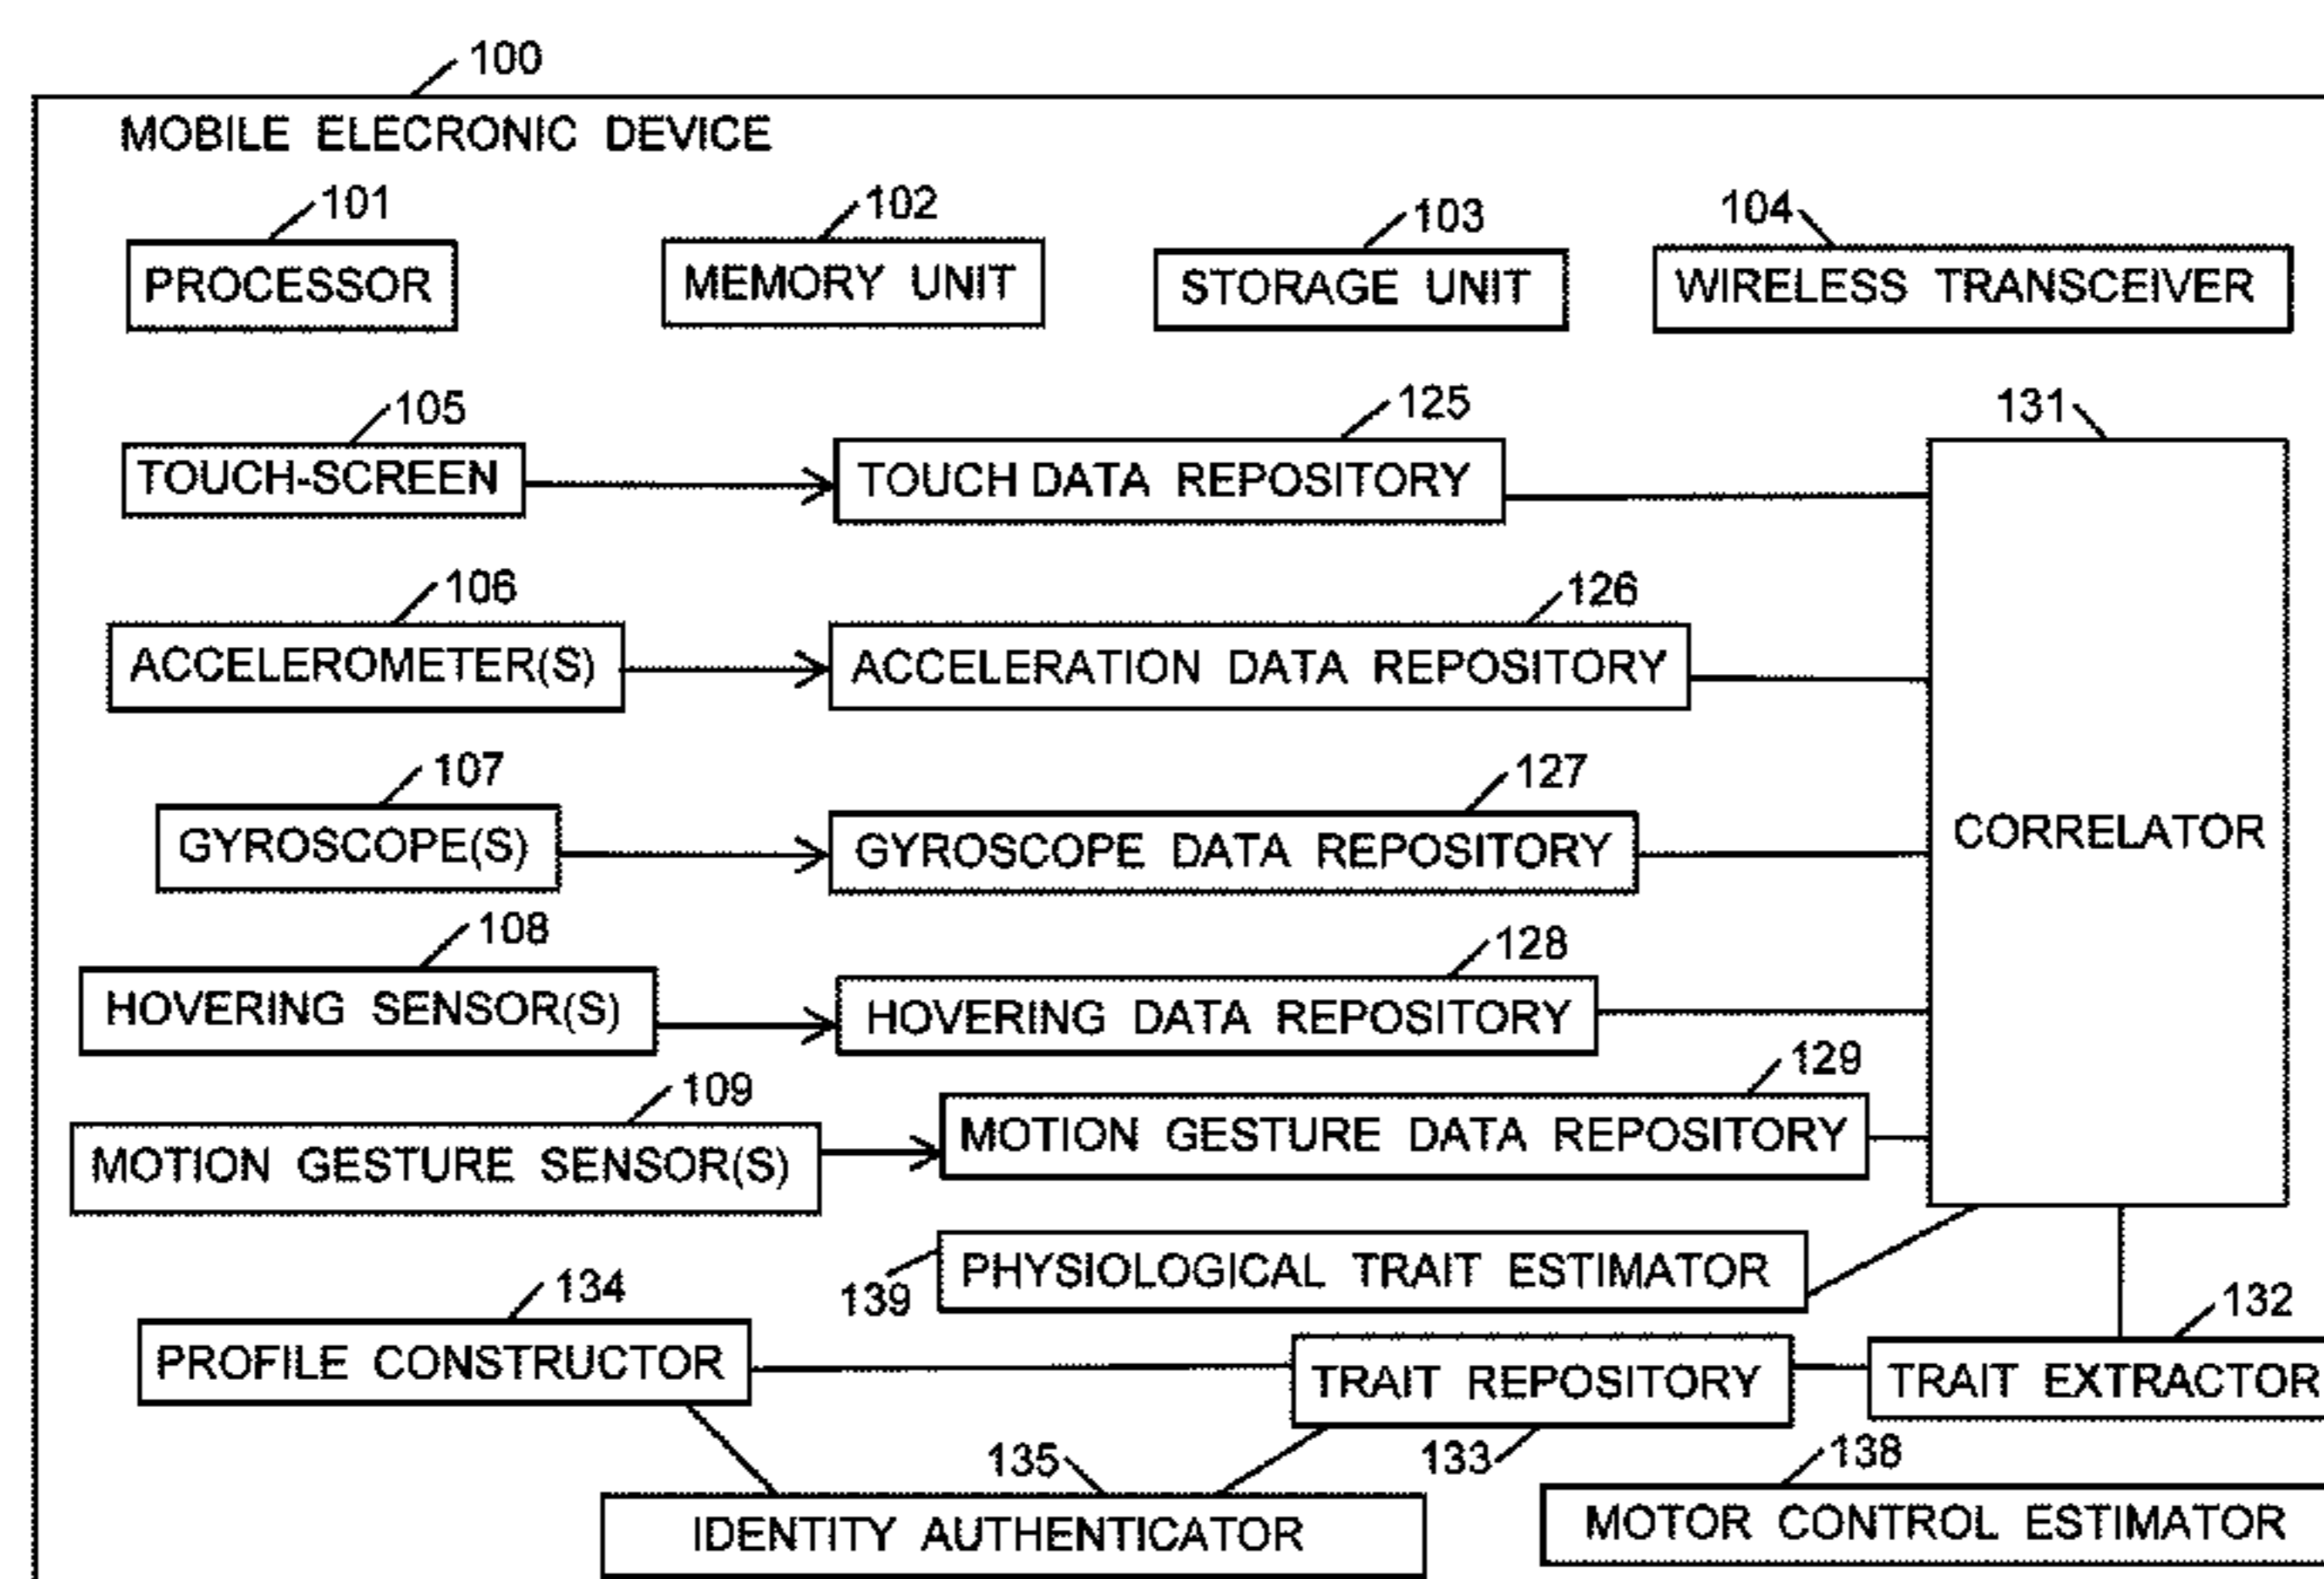 100
MOBILE ELECRONIC DEVICE
101 102 103 104
PROCESSOR MEMORY UNIT STORAGE UNIT WIRELESS TRANSCEIVER
105 125 131
TOUCH-SCREEN TOUCH DATA REPOSITORY
106 126
ACCELEROMETER(S) ACCELERATION DATA REPOSITORY
107 127
GYROSCOPE(S) GYROSCOPE DATA REPOSITORY CORRELATOR
108 128
HOVERING SENSOR(S) HOVERING DATA REPOSITORY
109 129
MOTION GESTURE SENSOR(S) MOTION GESTURE DATA REPOSITORY
139 PHYSIOLOGICAL TRAIT ESTIMATOR
134 132
PROFILE CONSTRUCTOR TRAIT REPOSITORY TRAIT EXTRACTOR
135 133 138
IDENTITY AUTHENTICATOR MOTOR CONTROL ESTIMATOR